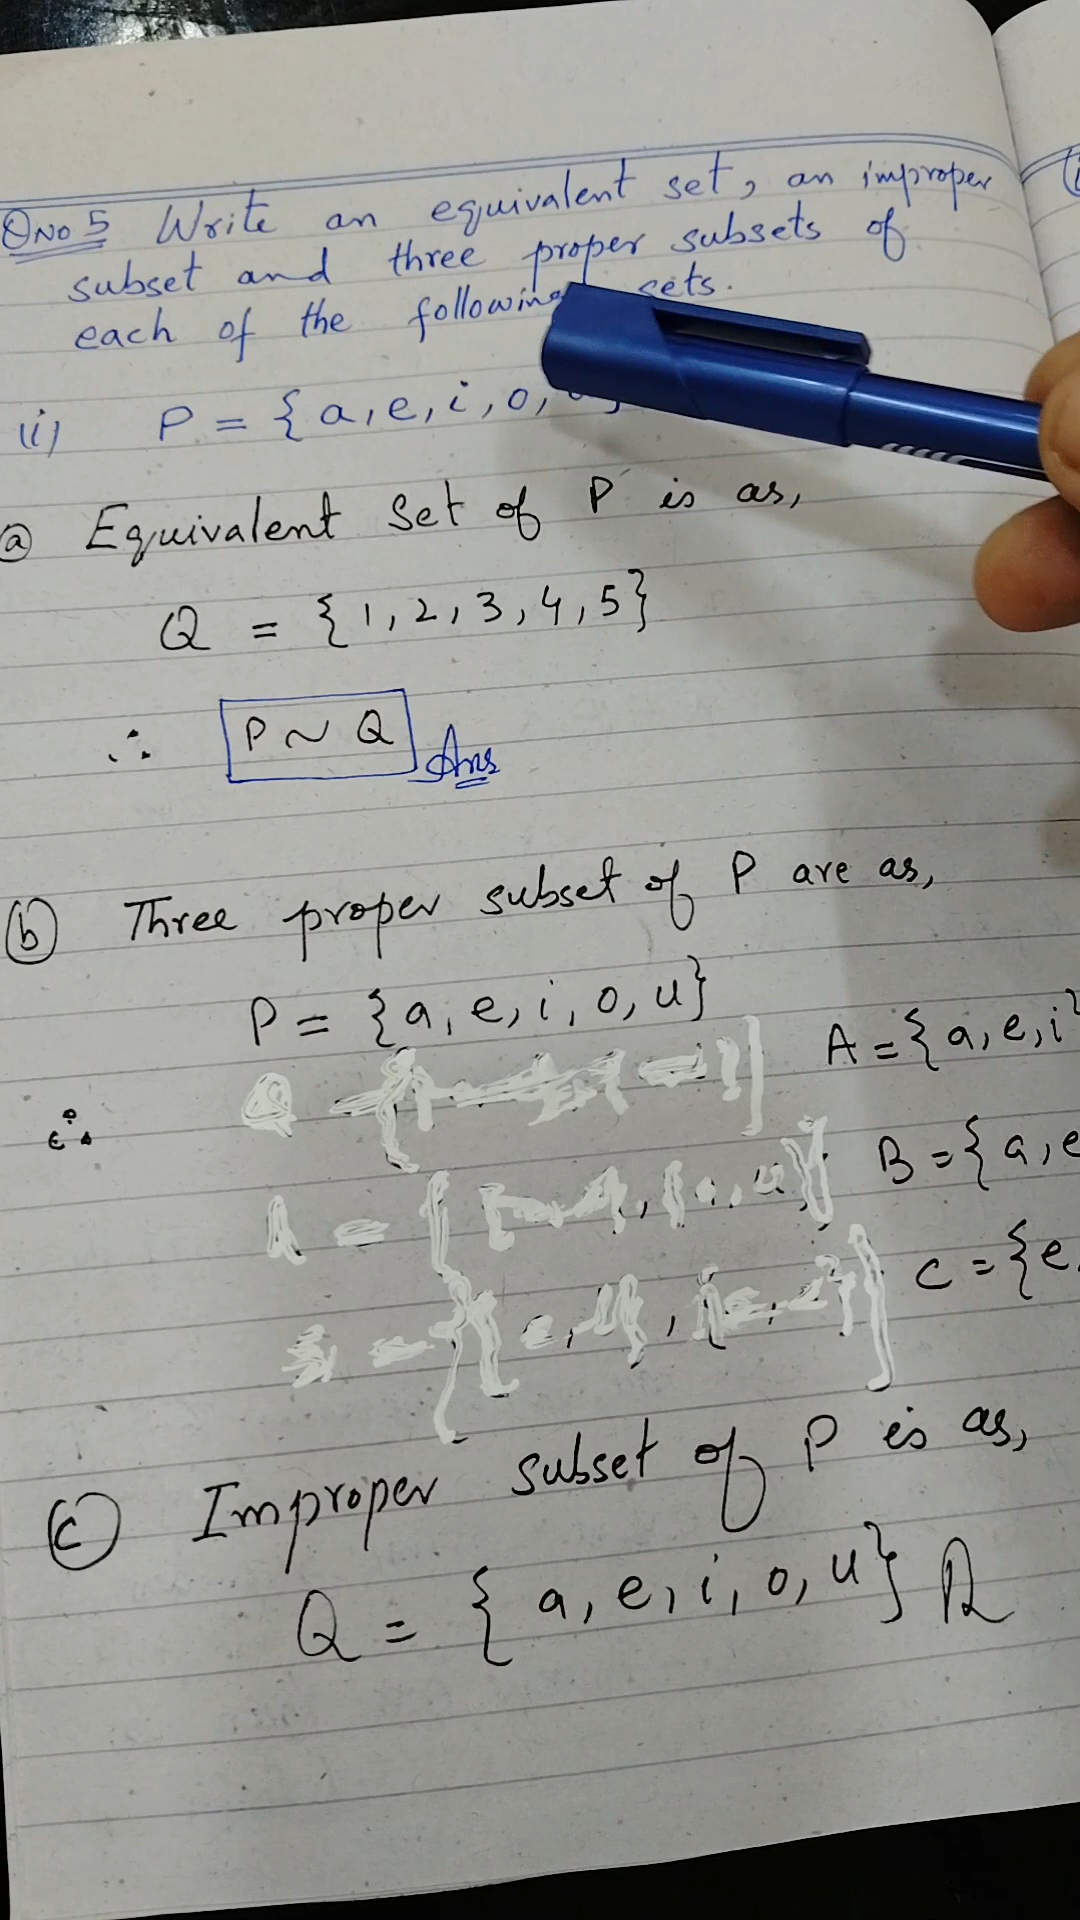 Q NO 5 Write an equivalent set, an improper
subset and three proper subsets of
each of the following sets.
(i) P = {a, e, i, o,
(a) Equivalent Set of P is as,
Q = {1, 2, 3, 4, 5}
∴ P ~ Q Ans
(b) Three proper subset of P are as,
P = {a, e, i, o, u}
A = {a, e, i}
B = {a, e
C = {e,
(c) Improper subset of P is as,
Q = {a, e, i, o, u}